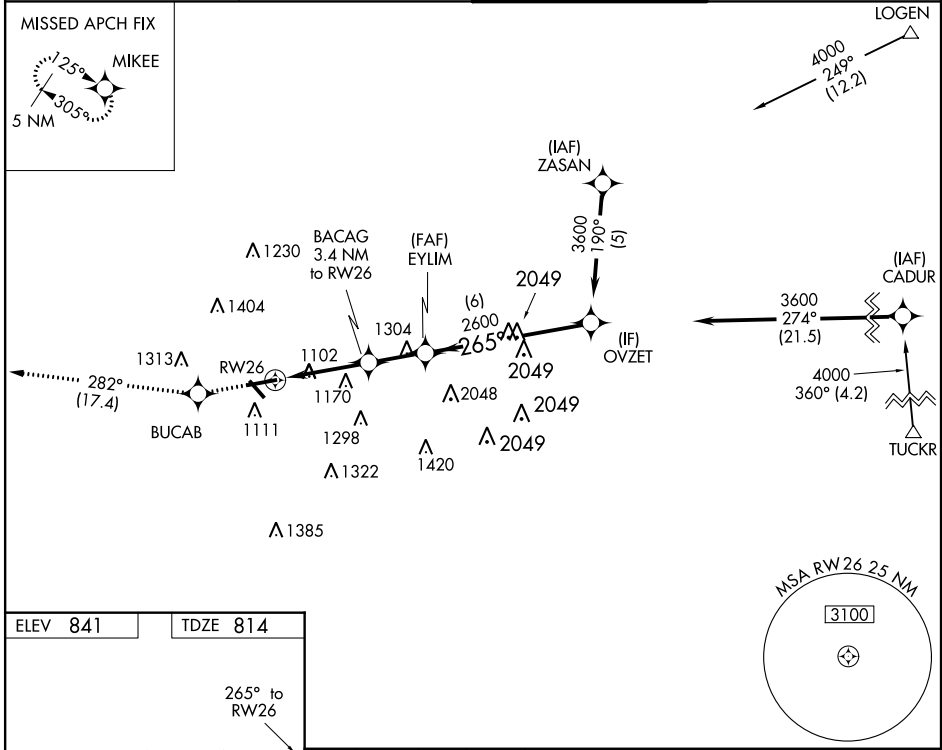 MISSED APCH FIX
MIKEE
125°
305°
5 NM
LOGEN
4000
249°
(12.2)
(IAF)
ZASAN
3600
190°
(5)
BACAG
3.4 NM
to RW26
(FAF)
EYLIM
1230
1404
2049
(6)
2600
265°
1304
(IF)
OVZET
(IAF)
CADUR
3600
274°
(21.5)
4000
360° (4.2)
TUCKR
1313
RW26
1102
2049
282°
(17.4)
BUCAB
1170
2048
2049
1111
1298
1420
2049
1322
1385
MSA RW26 25 NM
3100
ELEV 841
TDZE 814
265° to
RW26